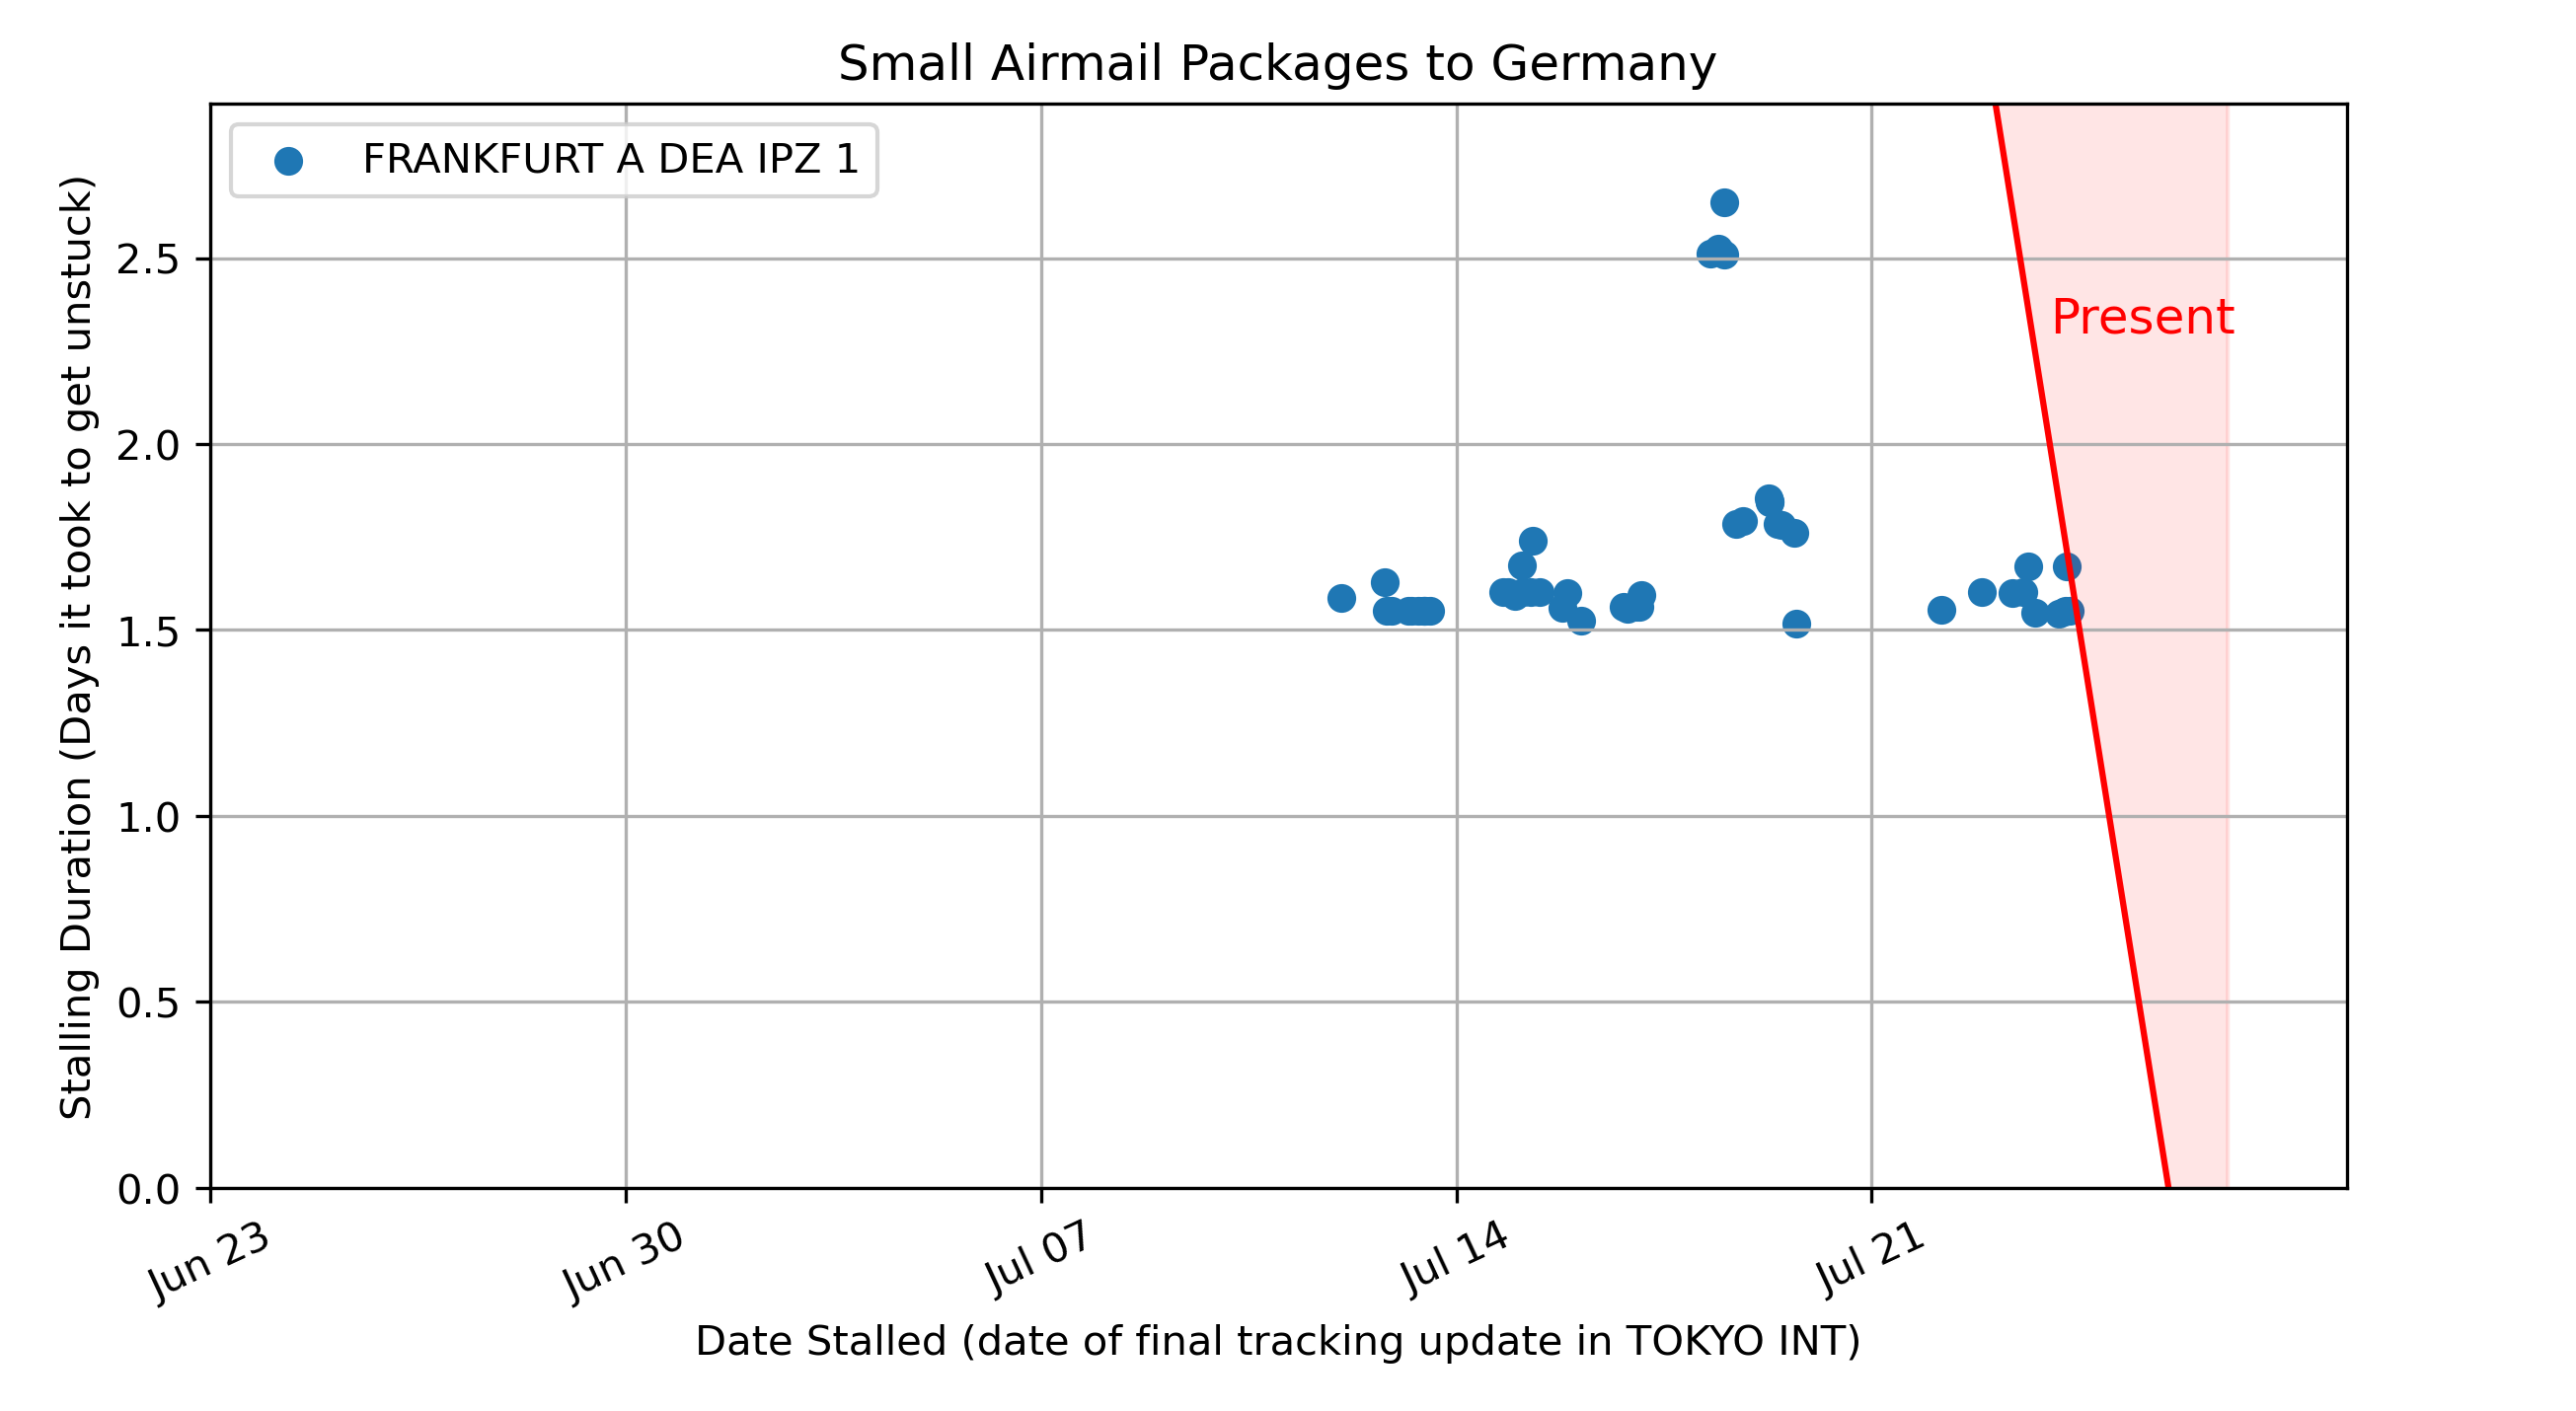 Small Airmail Packages to Germany
FRANKFURT A DEA IPZ 1
Present
Stalling Duration (Days it took to get unstuck)
2.5
2.0
1.5
1.0
0.5
0.0
Jun 23
Jun 30
Jul 07
Jul 14
Jul 21
Date Stalled (date of final tracking update in TOKYO INT)